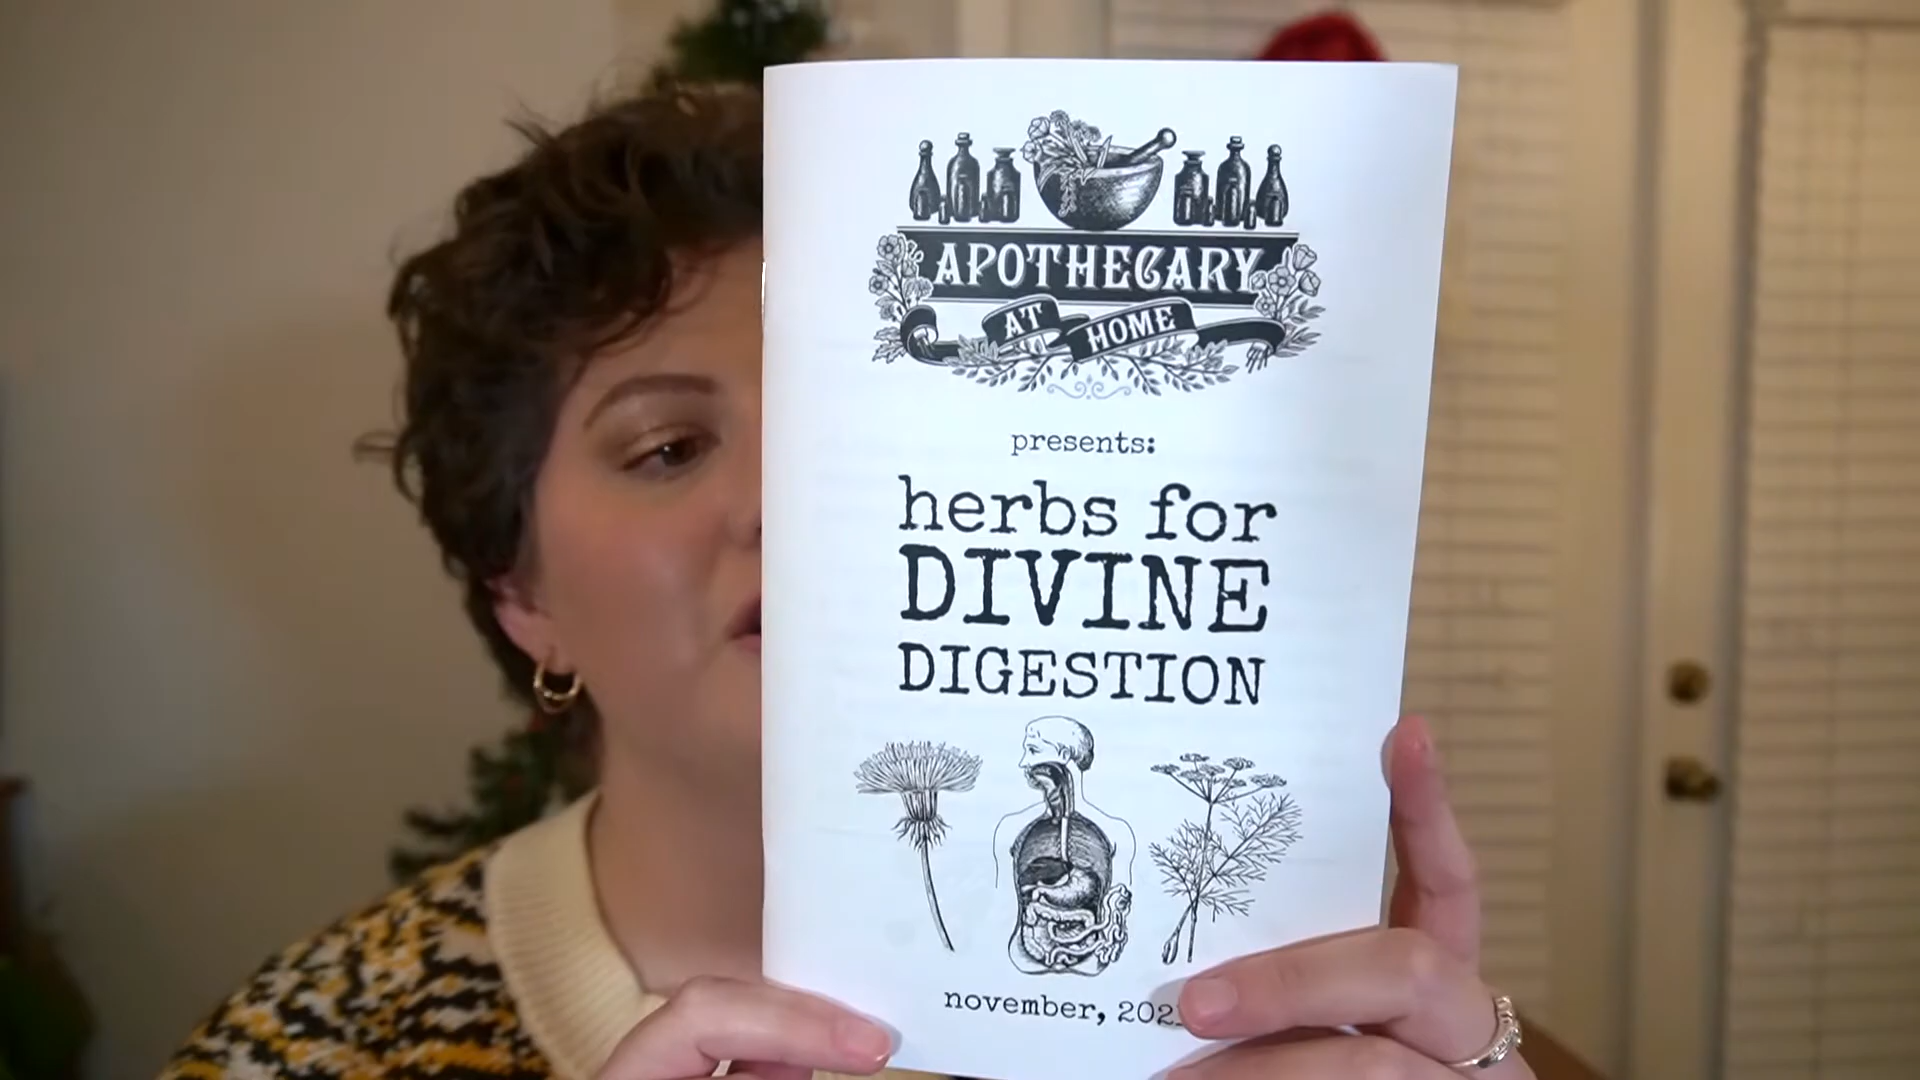 APOTHECARY
AT HOME
presents:
herbs for
DIVINE
DIGESTION
november,